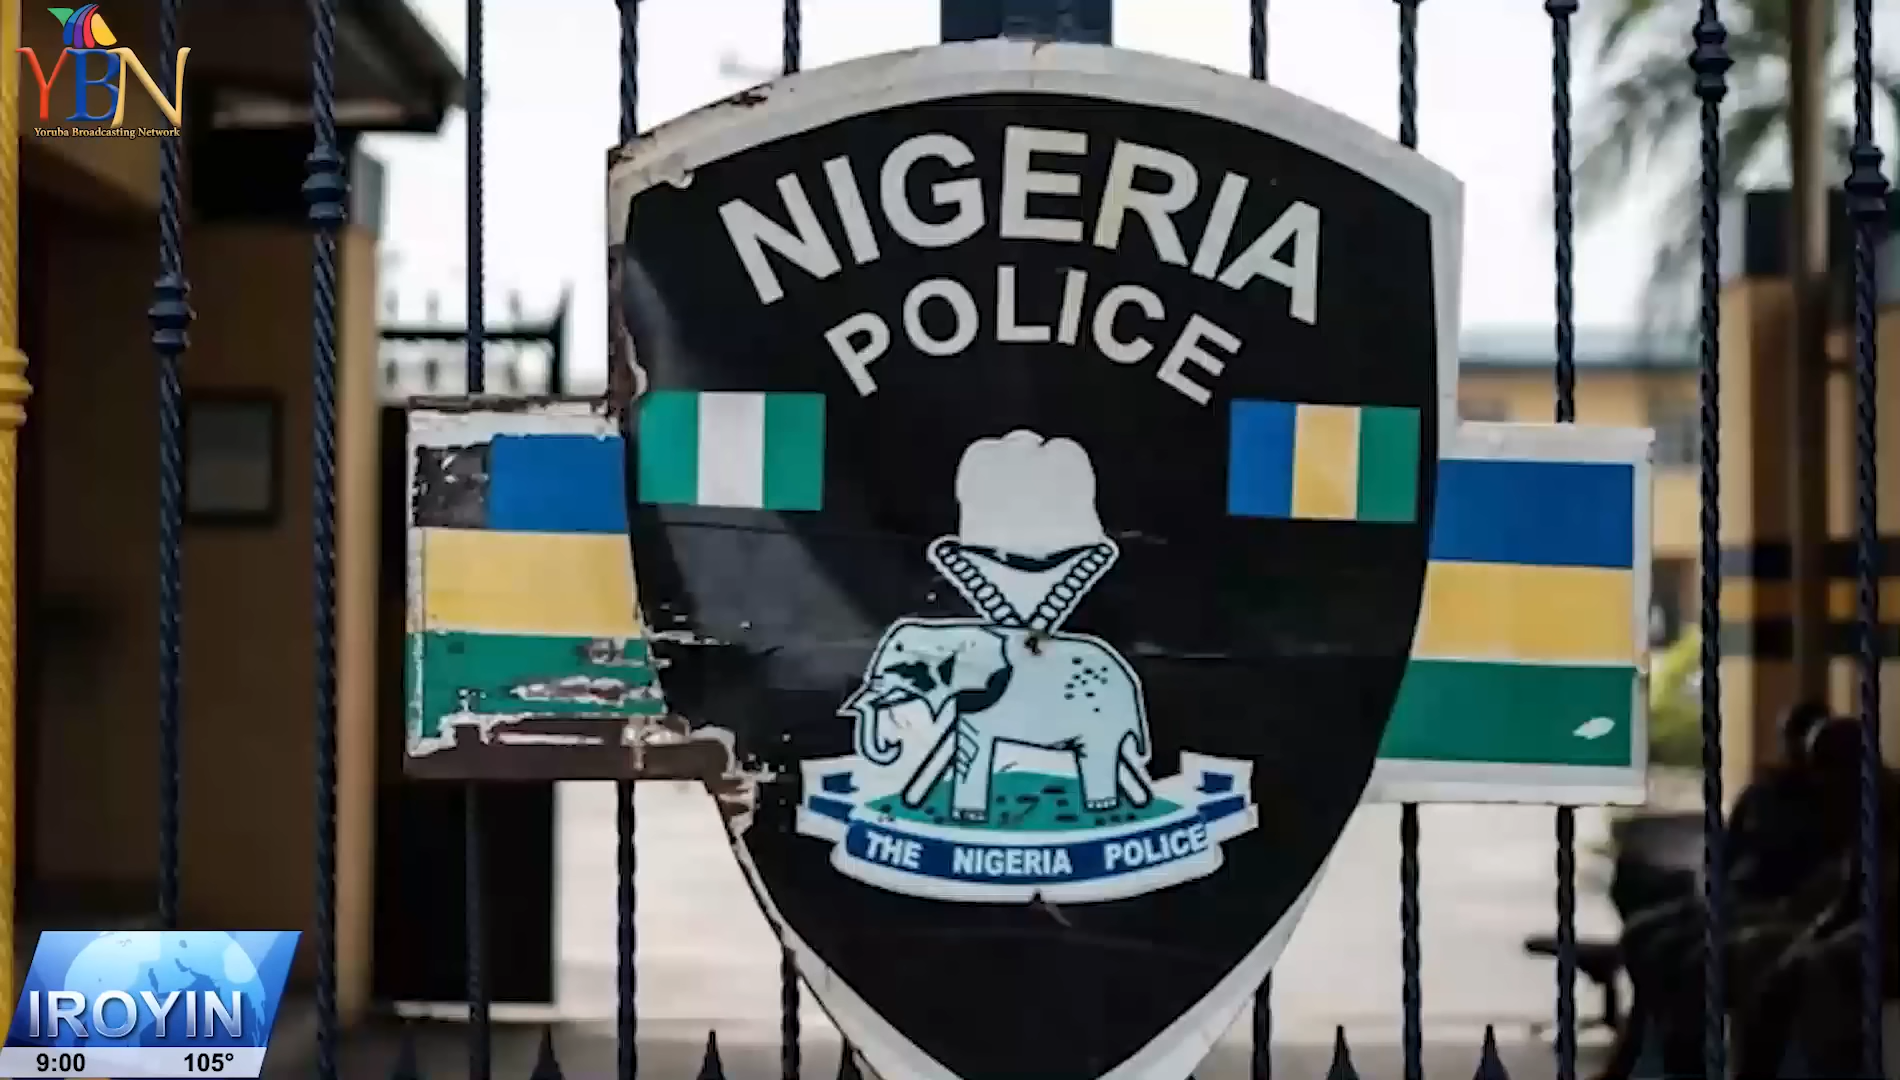 YBN
Yoruba Broadcasting Network
NIGERIA
POLICE
THE NIGERIA POLICE
IROYIN
9:00 105°